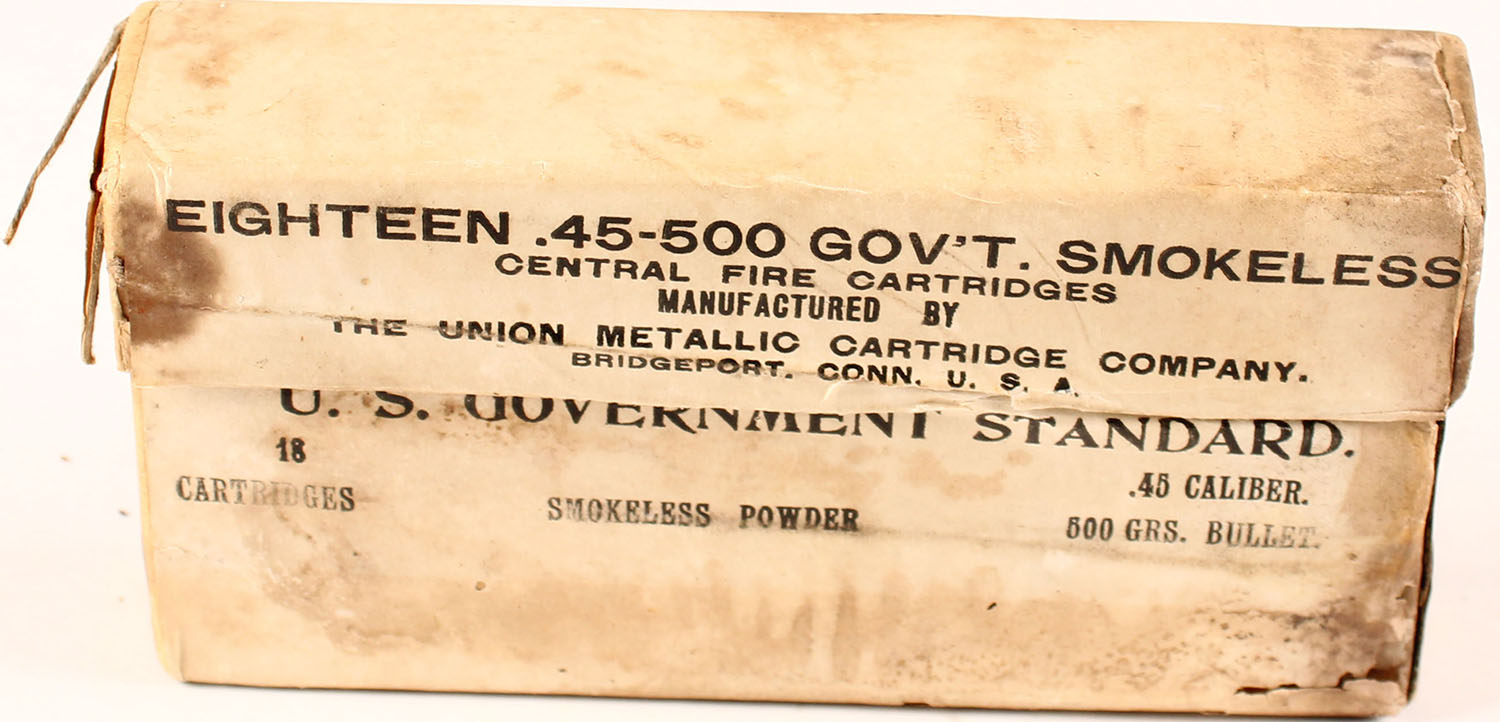 EIGHTEEN .45-500 GOV'T. SMOKELESS
CENTRAL FIRE CARTRIDGES
MANUFACTURED BY
THE UNION METALLIC CARTRIDGE COMPANY.
BRIDGEPORT. CONN. U. S. A.
U. S. GOVERNMENT STANDARD.
18
CARTRIDGES
SMOKELESS POWDER
.45 CALIBER.
500 GRS. BULLET.